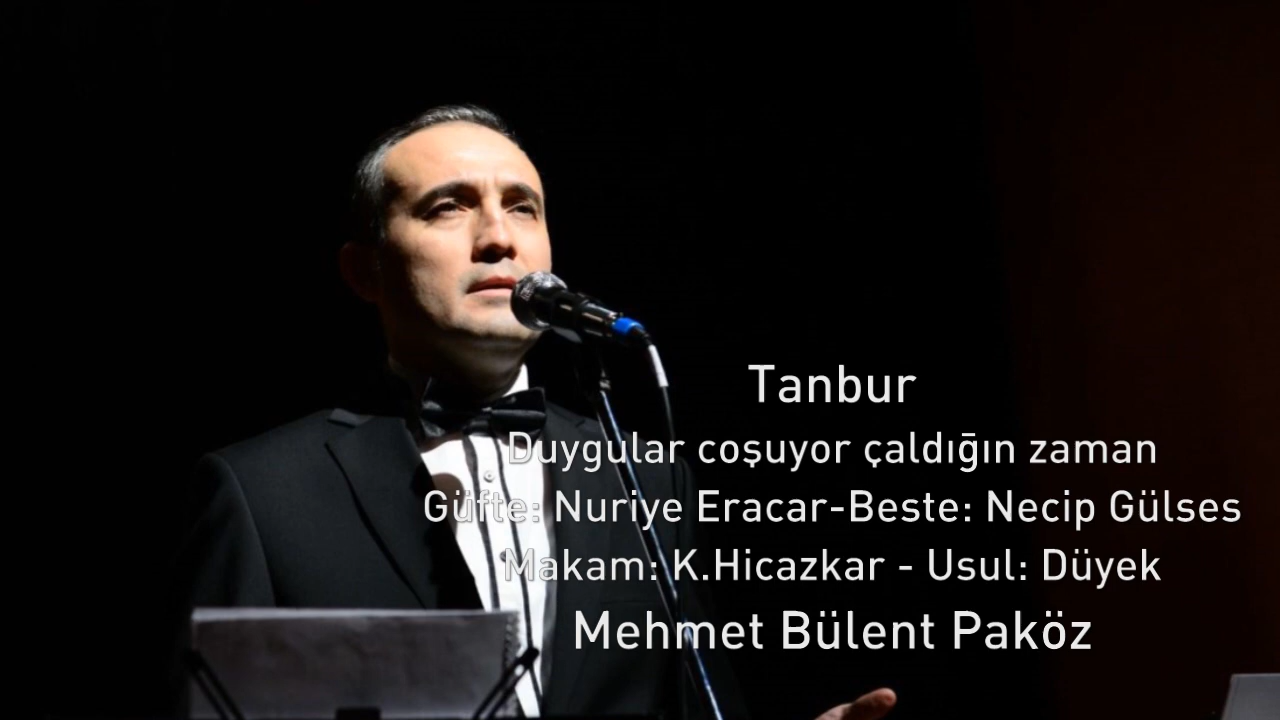 Tanbur
Duygular coşuyor çaldığın zaman
Güfte: Nuriye Eracar-Beste: Necip Gülses
Makam: K.Hicazkar - Usul: Düyek
Mehmet Bülent Paköz